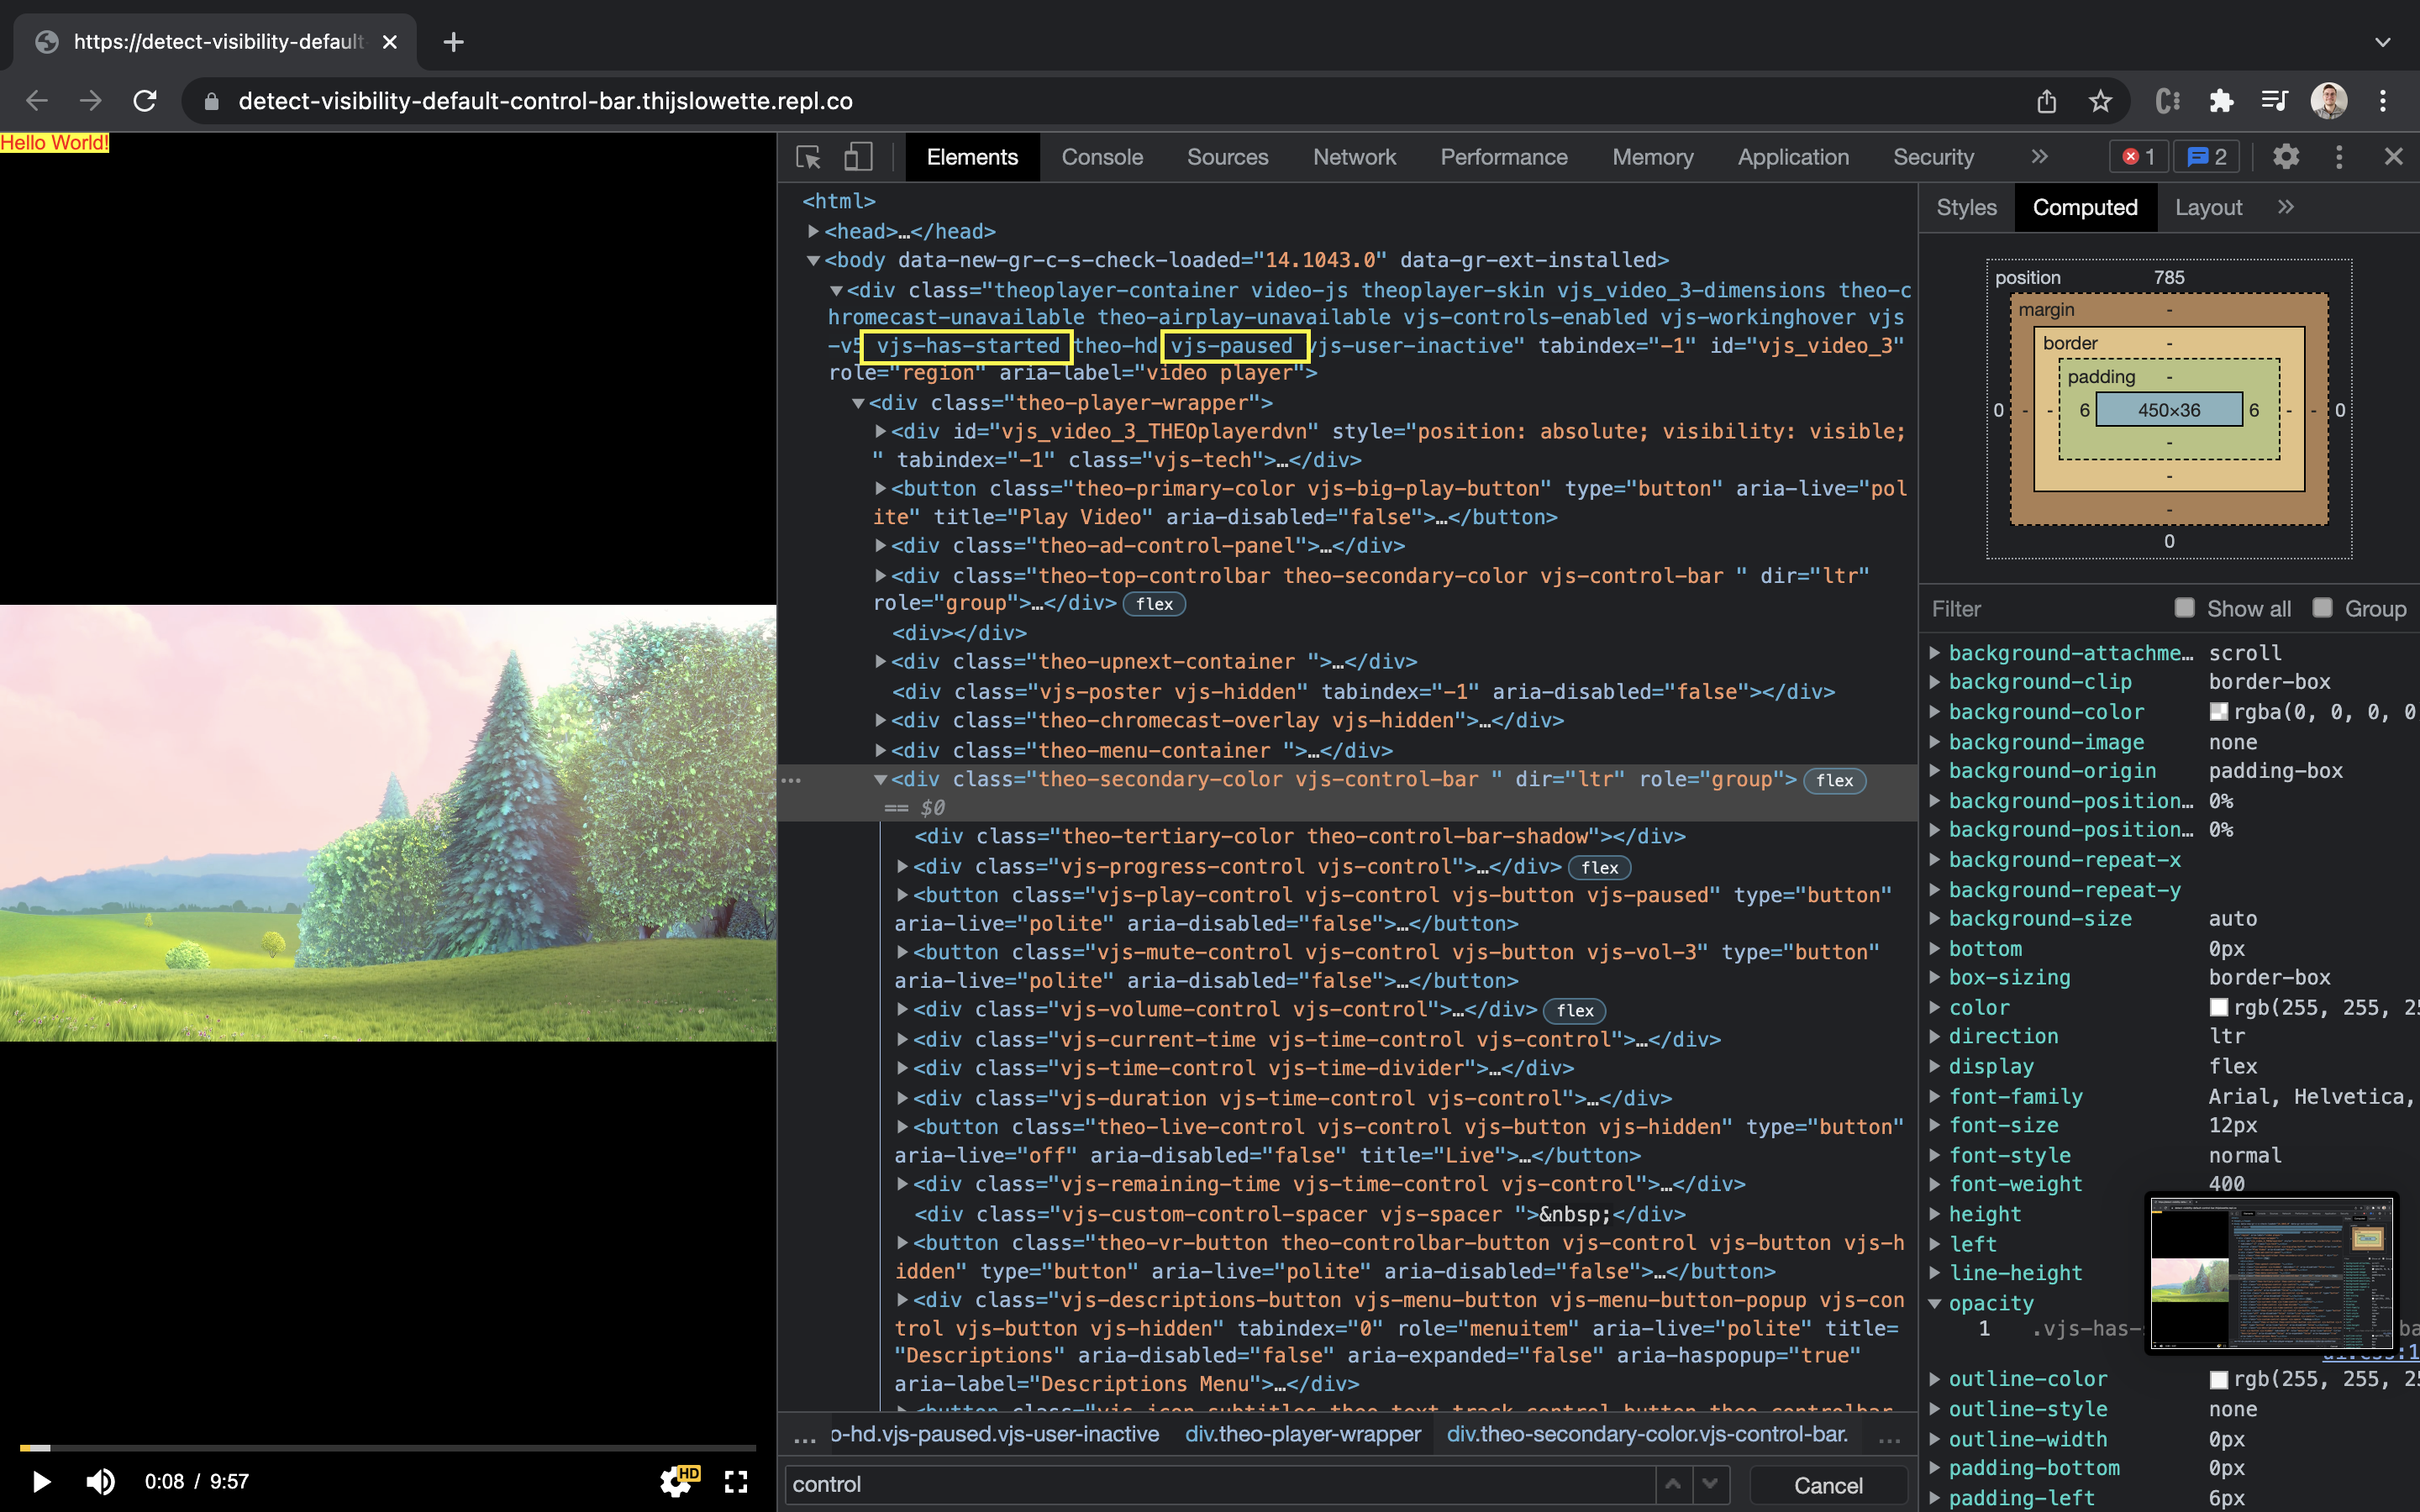 https://detect-visibility-default
detect-visibility-default-control-bar.thijslowette.repl.co
Hello World!
Elements Console Sources Network Performance Memory Application Security 1 2
<html>
<head>…</head>
<body data-new-gr-c-s-check-loaded="14.1043.0" data-gr-ext-installed>
<div class="theoplayer-container video-js theoplayer-skin vjs_video_3-dimensions theo-c
hromecast-unavailable theo-airplay-unavailable vjs-controls-enabled vjs-workinghover vjs
-v5 vjs-has-started theo-hd vjs-paused vjs-user-inactive" tabindex="-1" id="vjs_video_3"
role="region" aria-label="video player">
<div class="theo-player-wrapper">
<div id="vjs_video_3_THEOplayerdvn" style="position: absolute; visibility: visible;
" tabindex="-1" class="vjs-tech">…</div>
<button class="theo-primary-color vjs-big-play-button" type="button" aria-live="pol
ite" title="Play Video" aria-disabled="false">…</button>
<div class="theo-ad-control-panel">…</div>
<div class="theo-top-controlbar theo-secondary-color vjs-control-bar " dir="ltr"
role="group">…</div> flex
<div></div>
<div class="theo-upnext-container ">…</div>
<div class="vjs-poster vjs-hidden" tabindex="-1" aria-disabled="false"></div>
<div class="theo-chromecast-overlay vjs-hidden">…</div>
<div class="theo-menu-container ">…</div>
<div class="theo-secondary-color vjs-control-bar " dir="ltr" role="group"> flex
== $0
<div class="theo-tertiary-color theo-control-bar-shadow"></div>
<div class="vjs-progress-control vjs-control">…</div> flex
<button class="vjs-play-control vjs-control vjs-button vjs-paused" type="button"
aria-live="polite" aria-disabled="false">…</button>
<button class="vjs-mute-control vjs-control vjs-button vjs-vol-3" type="button"
aria-live="polite" aria-disabled="false">…</button>
<div class="vjs-volume-control vjs-control">…</div> flex
<div class="vjs-current-time vjs-time-control vjs-control">…</div>
<div class="vjs-time-control vjs-time-divider">…</div>
<div class="vjs-duration vjs-time-control vjs-control">…</div>
<button class="theo-live-control vjs-control vjs-button vjs-hidden" type="button"
aria-live="off" aria-disabled="false" title="Live">…</button>
<div class="vjs-remaining-time vjs-time-control vjs-control">…</div>
<div class="vjs-custom-control-spacer vjs-spacer ">&nbsp;</div>
<button class="theo-vr-button theo-controlbar-button vjs-control vjs-button vjs-h
idden" type="button" aria-live="polite" aria-disabled="false">…</button>
<div class="vjs-descriptions-button vjs-menu-button vjs-menu-button-popup vjs-con
trol vjs-button vjs-hidden" tabindex="0" role="menuitem" aria-live="polite" title=
"Descriptions" aria-disabled="false" aria-expanded="false" aria-haspopup="true"
aria-label="Descriptions Menu">…</div>
<button class="vjs-icon-subtitles theo-text-track-control-button theo-controlbar
… o-hd.vjs-paused.vjs-user-inactive div.theo-player-wrapper div.theo-secondary-color.vjs-control-bar. …
control
Cancel
Styles Computed Layout
position 785
margin -
border -
padding -
0 - - 6 450×36 6 - - 0
-
-
-
0
Filter Show all Group
background-attachme… scroll
background-clip border-box
background-color rgba(0, 0, 0, 0
background-image none
background-origin padding-box
background-position… 0%
background-position… 0%
background-repeat-x
background-repeat-y
background-size auto
bottom 0px
box-sizing border-box
color rgb(255, 255, 25
direction ltr
display flex
font-family Arial, Helvetica,
font-size 12px
font-style normal
font-weight 400
height
left
line-height
opacity
1 .vjs-has-
outline-color rgb(255, 255, 25
outline-style none
outline-width 0px
padding-bottom 0px
padding-left 6px
0:08 / 9:57
HD